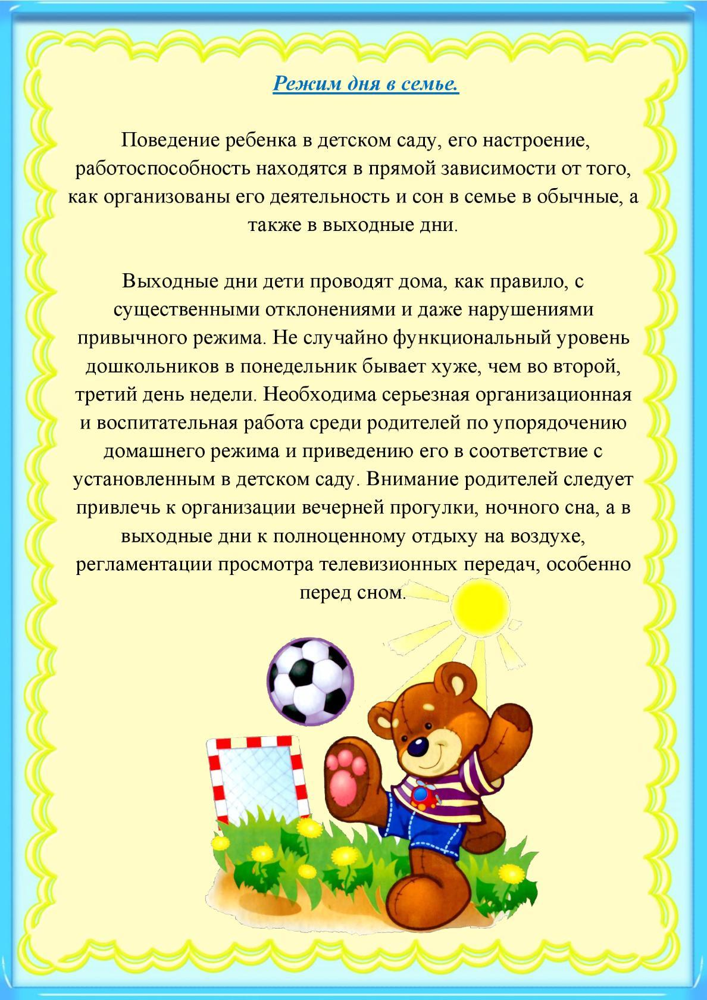 Режим дня в семье.
Поведение ребенка в детском саду, его настроение,
работоспособность находятся в прямой зависимости от того,
как организованы его деятельность и сон в семье в обычные, а
также в выходные дни.
Выходные дни дети проводят дома, как правило, с
существенными отклонениями и даже нарушениями
привычного режима. Не случайно функциональный уровень
дошкольников в понедельник бывает хуже, чем во второй,
третий день недели. Необходима серьезная организационная
и воспитательная работа среди родителей по упорядочению
домашнего режима и приведению его в соответствие с
установленным в детском саду. Внимание родителей следует
привлечь к организации вечерней прогулки, ночного сна, а в
выходные дни к полноценному отдыху на воздухе,
регламентации просмотра телевизионных передач, особенно
перед сном.